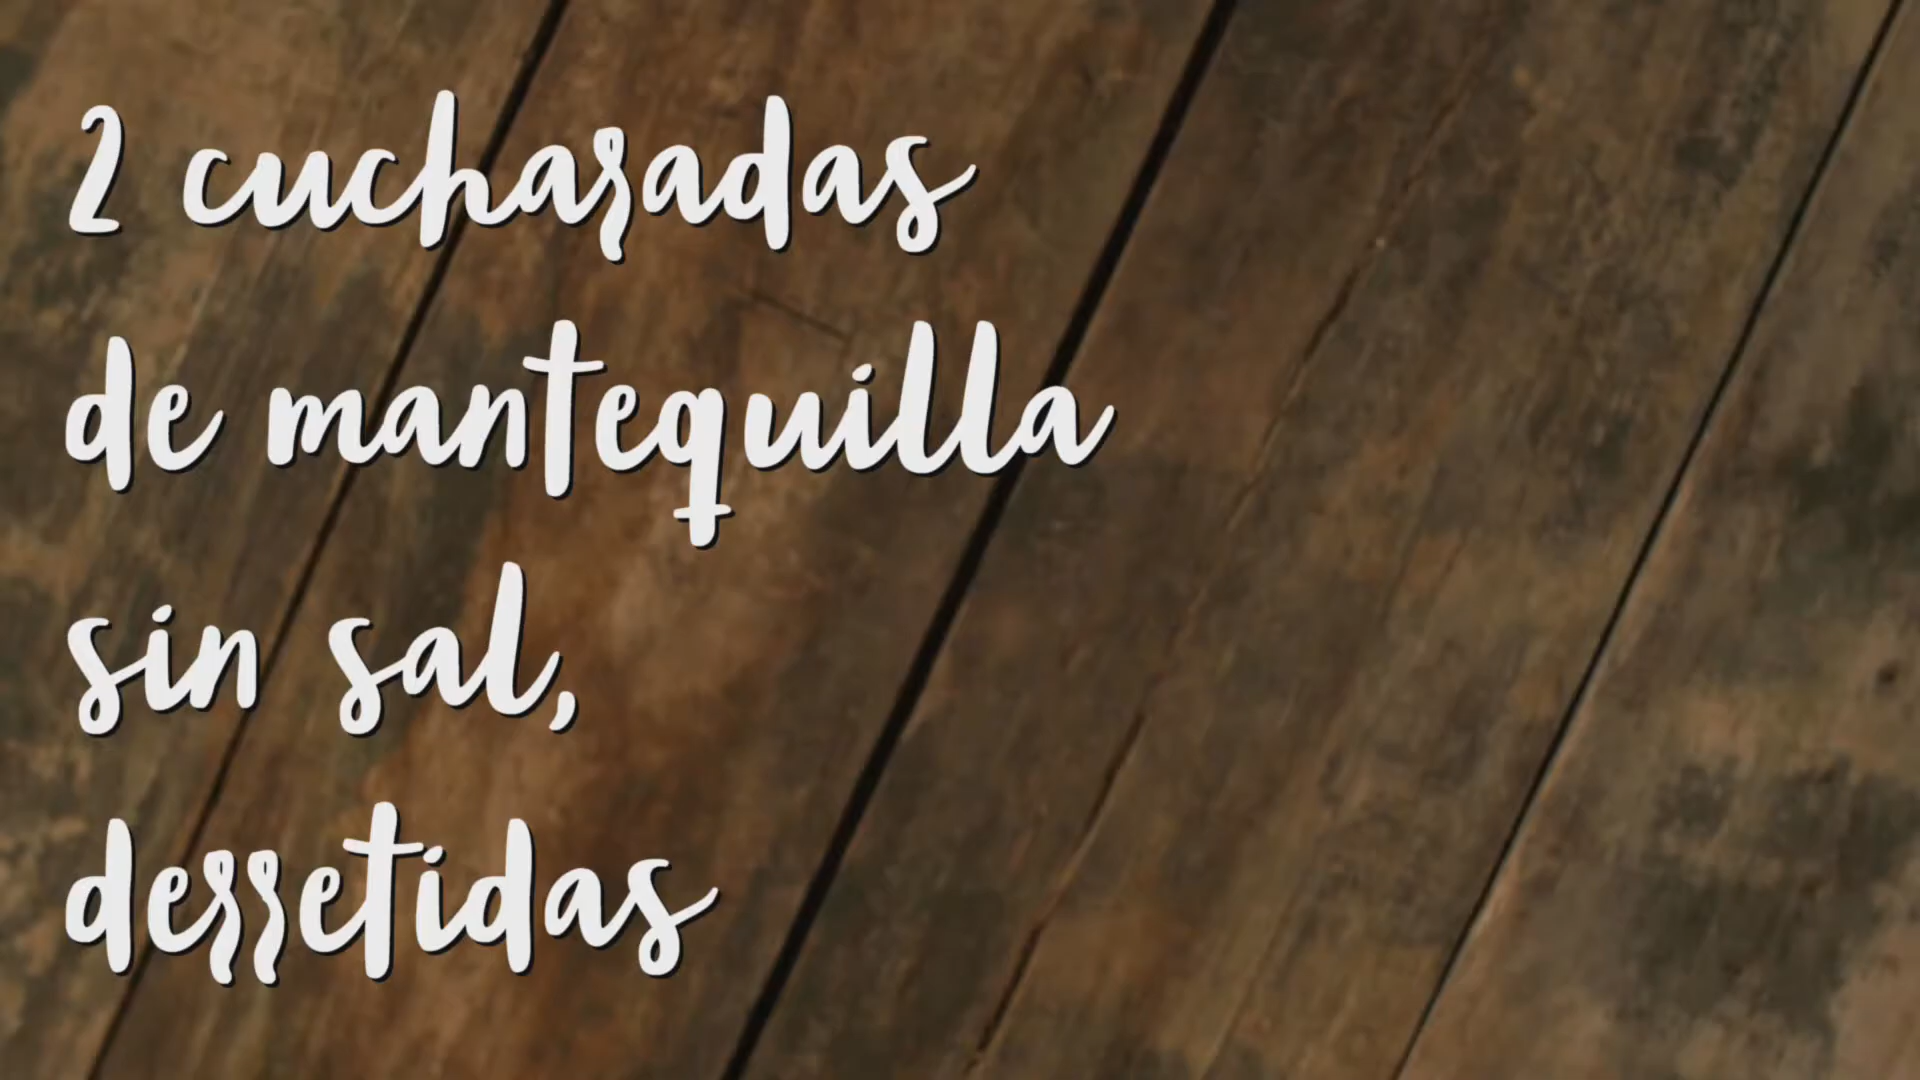 2 cucharadas
de mantequilla
sin sal,
derretidas